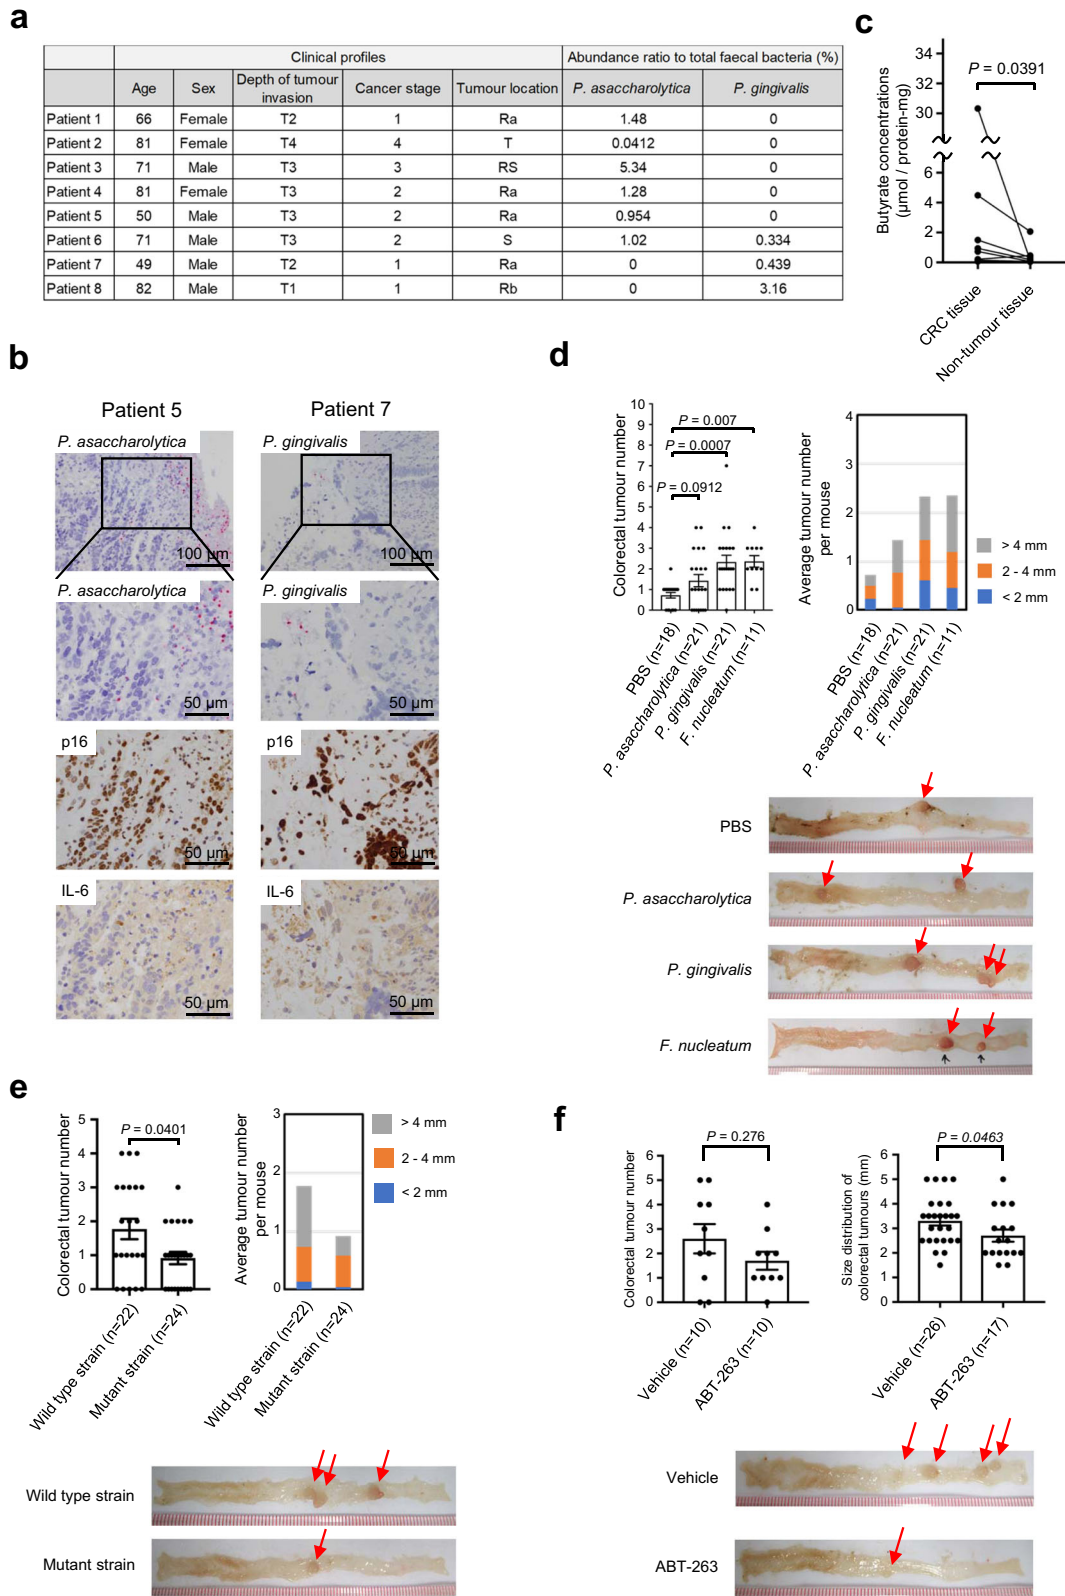 a
Clinical profiles Abundance ratio to total faecal bacteria (%)
Age Sex Depth of tumour invasion Cancer stage Tumour location P. asaccharolytica P. gingivalis
Patient 1 66 Female T2 1 Ra 1.48 0
Patient 2 81 Female T4 4 T 0.0412 0
Patient 3 71 Male T3 3 RS 5.34 0
Patient 4 81 Female T3 2 Ra 1.28 0
Patient 5 50 Male T3 2 Ra 0.954 0
Patient 6 71 Male T3 2 S 1.02 0.334
Patient 7 49 Male T2 1 Ra 0 0.439
Patient 8 82 Male T1 1 Rb 0 3.16
b
Patient 5 Patient 7
P. asaccharolytica P. gingivalis
100 µm 100 µm
P. asaccharolytica P. gingivalis
50 µm 50 µm
p16 p16
50 µm 50 µm
IL-6 IL-6
50 µm 50 µm
c
Butyrate concentrations
(µmol / protein-mg)
34
32
30
6
4
2
0
P = 0.0391
CRC tissue
Non-tumour tissue
d
Colorectal tumour number
10
9
8
7
6
5
4
3
2
1
0
P = 0.007
P = 0.0007
P = 0.0912
PBS (n=18)
P. asaccharolytica (n=21)
P. gingivalis (n=21)
F. nucleatum (n=11)
Average tumour number
per mouse
4
3
2
1
0
> 4 mm
2 - 4 mm
< 2 mm
PBS (n=18)
P. asaccharolytica (n=21)
P. gingivalis (n=21)
F. nucleatum (n=11)
PBS
P. asaccharolytica
P. gingivalis
F. nucleatum
e
Colorectal tumour number
5
4
3
2
1
0
P = 0.0401
Wild type strain (n=22)
Mutant strain (n=24)
Average tumour number
per mouse
3
2
1
0
> 4 mm
2 - 4 mm
< 2 mm
Wild type strain (n=22)
Mutant strain (n=24)
Wild type strain
Mutant strain
f
Colorectal tumour number
6
5
4
3
2
1
0
P = 0.276
Vehicle (n=10)
ABT-263 (n=10)
Size distribution of
colorectal tumours (mm)
6
5
4
3
2
1
0
P = 0.0463
Vehicle (n=26)
ABT-263 (n=17)
Vehicle
ABT-263